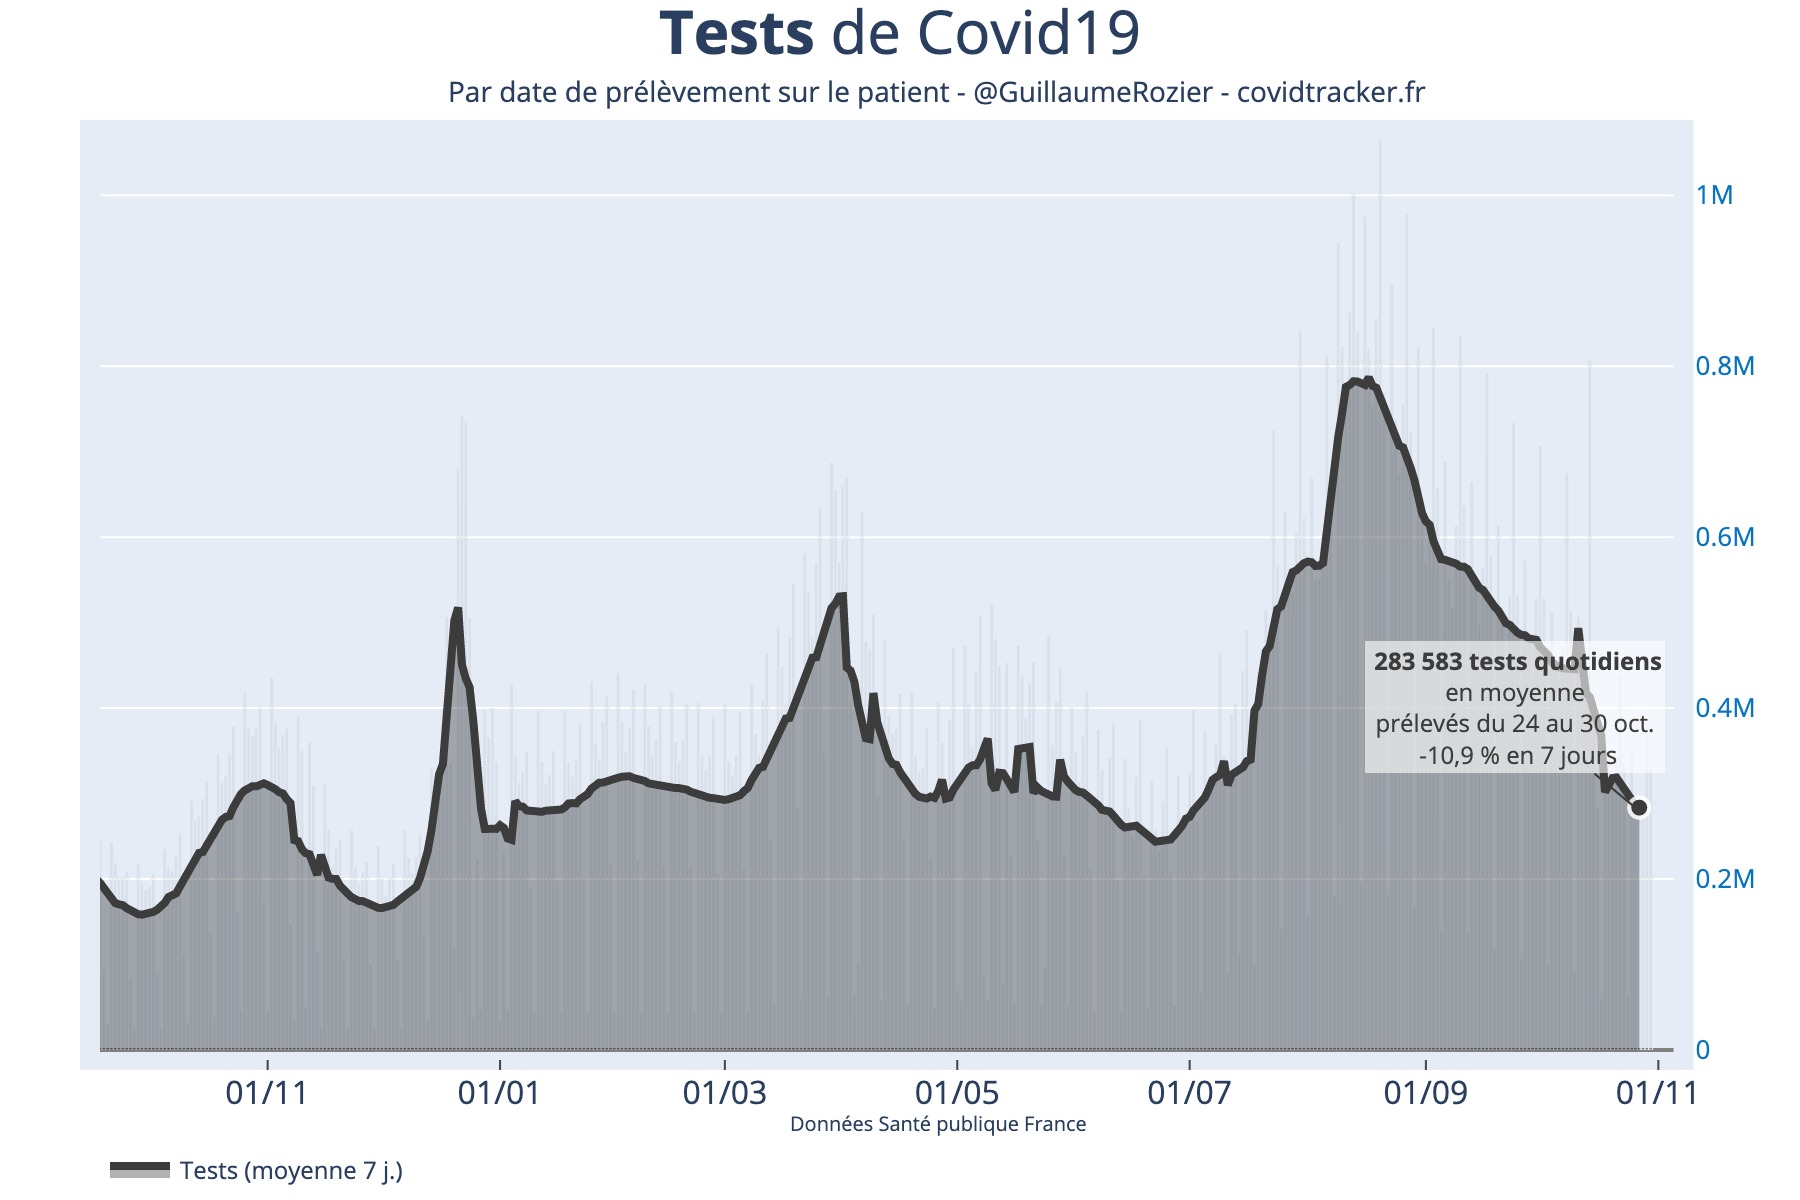 Tests de Covid19
Par date de prélèvement sur le patient - @GuillaumeRozier - covidtracker.fr
1M
0.8M
0.6M
283 583 tests quotidiens
en moyenne
prélevés du 24 au 30 oct.
-10,9 % en 7 jours
0.4M
0.2M
0
01/11 01/01 01/03 01/05 01/07 01/09 01/11
Données Santé publique France
Tests (moyenne 7 j.)